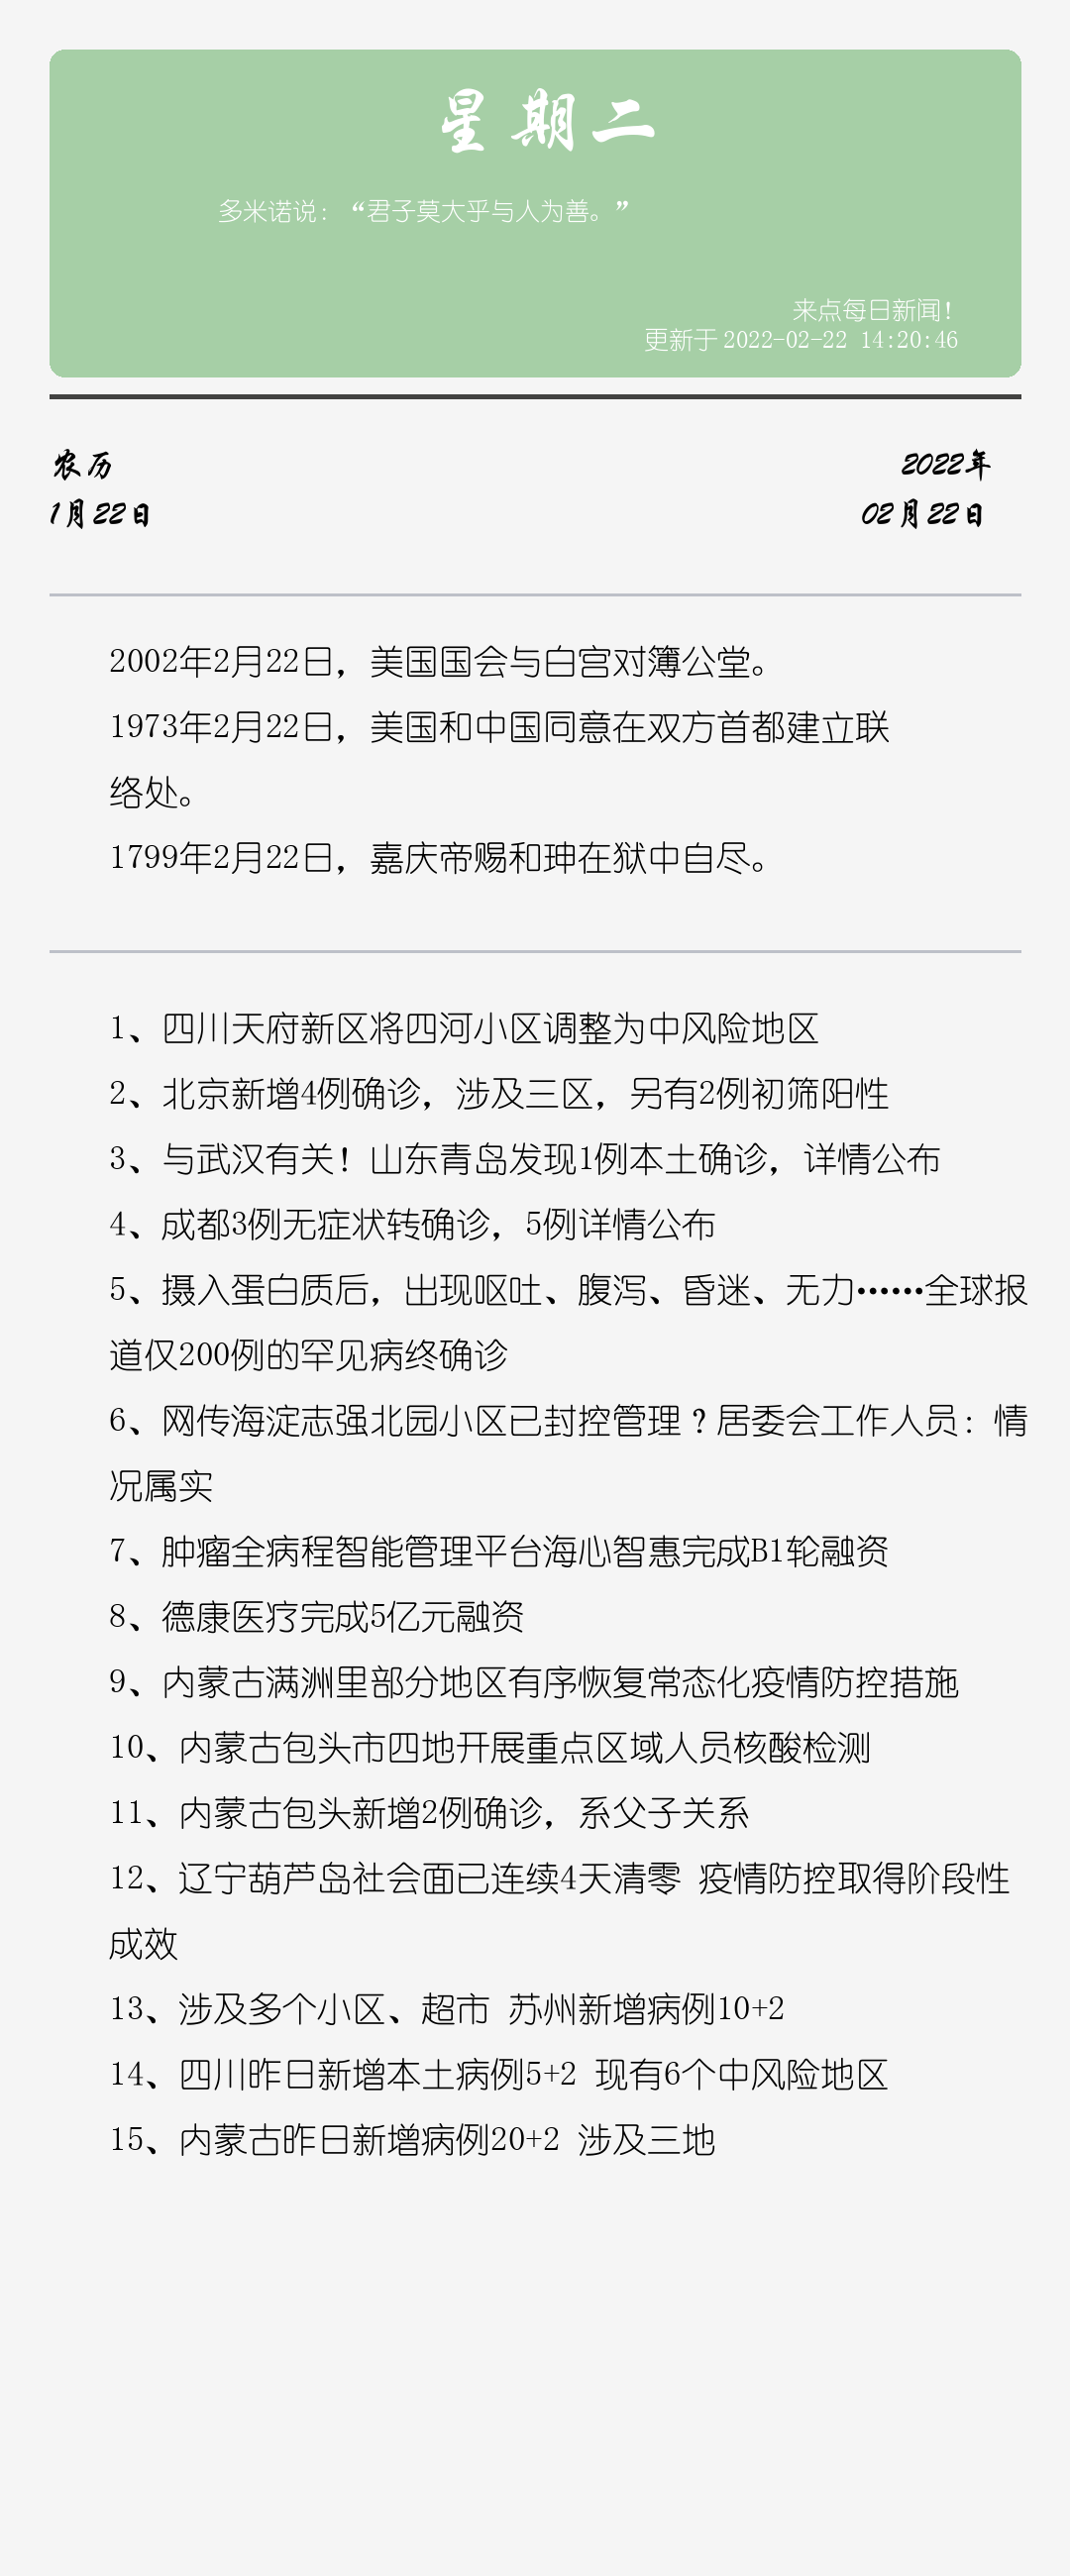 星期二
多米诺说：“君子莫大乎与人为善。”
来点每日新闻！
更新于 2022-02-22 14:20:46
农历
2022年
1月22日
02月22日
2002年2月22日，美国国会与白宫对簿公堂。
1973年2月22日，美国和中国同意在双方首都建立联
络处。
1799年2月22日，嘉庆帝赐和珅在狱中自尽。
1、四川天府新区将四河小区调整为中风险地区
2、北京新增4例确诊，涉及三区，另有2例初筛阳性
3、与武汉有关！山东青岛发现1例本土确诊，详情公布
4、成都3例无症状转确诊，5例详情公布
5、摄入蛋白质后，出现呕吐、腹泻、昏迷、无力……全球报
道仅200例的罕见病终确诊
6、网传海淀志强北园小区已封控管理？居委会工作人员：情
况属实
7、肿瘤全病程智能管理平台海心智惠完成B1轮融资
8、德康医疗完成5亿元融资
9、内蒙古满洲里部分地区有序恢复常态化疫情防控措施
10、内蒙古包头市四地开展重点区域人员核酸检测
11、内蒙古包头新增2例确诊，系父子关系
12、辽宁葫芦岛社会面已连续4天清零 疫情防控取得阶段性
成效
13、涉及多个小区、超市 苏州新增病例10+2
14、四川昨日新增本土病例5+2 现有6个中风险地区
15、内蒙古昨日新增病例20+2 涉及三地